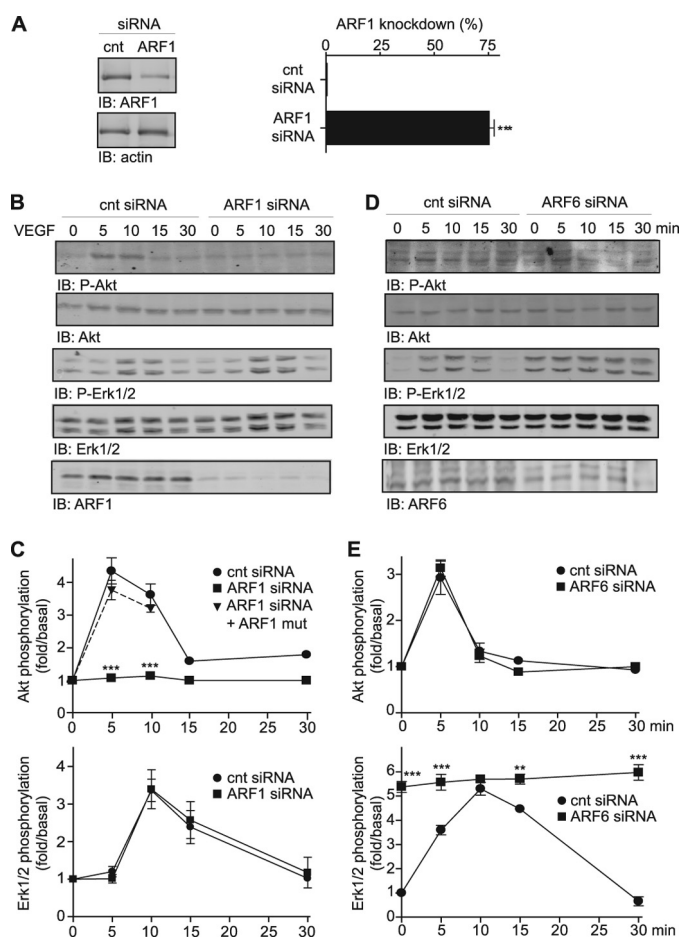 A
siRNA
cnt ARF1
IB: ARF1
IB: actin
ARF1 knockdown (%)
0 25 50 75
cnt
siRNA
ARF1
siRNA
***
B
cnt siRNA ARF1 siRNA
VEGF 0 5 10 15 30 0 5 10 15 30
IB: P-Akt
IB: Akt
IB: P-Erk1/2
IB: Erk1/2
IB: ARF1
D
cnt siRNA ARF6 siRNA
0 5 10 15 30 0 5 10 15 30 min
IB: P-Akt
IB: Akt
IB: P-Erk1/2
IB: Erk1/2
IB: ARF6
C
Akt phosphorylation
(fold/basal)
4
2
1
0
cnt siRNA
ARF1 siRNA
ARF1 siRNA
+ ARF1 mut
*** ***
0 5 10 15 20 25 30
Erk1/2 phosphorylation
(fold/basal)
4
2
1
0
cnt siRNA
ARF1 siRNA
0 5 10 15 20 25 30
E
Akt phosphorylation
(fold/basal)
3
2
1
0
cnt siRNA
ARF6 siRNA
0 5 10 15 20 25 30 min
Erk1/2 phosphorylation
(fold/basal)
6
5
4
2
1
0
*** *** ** ***
cnt siRNA
ARF6 siRNA
0 5 10 15 20 25 30 min